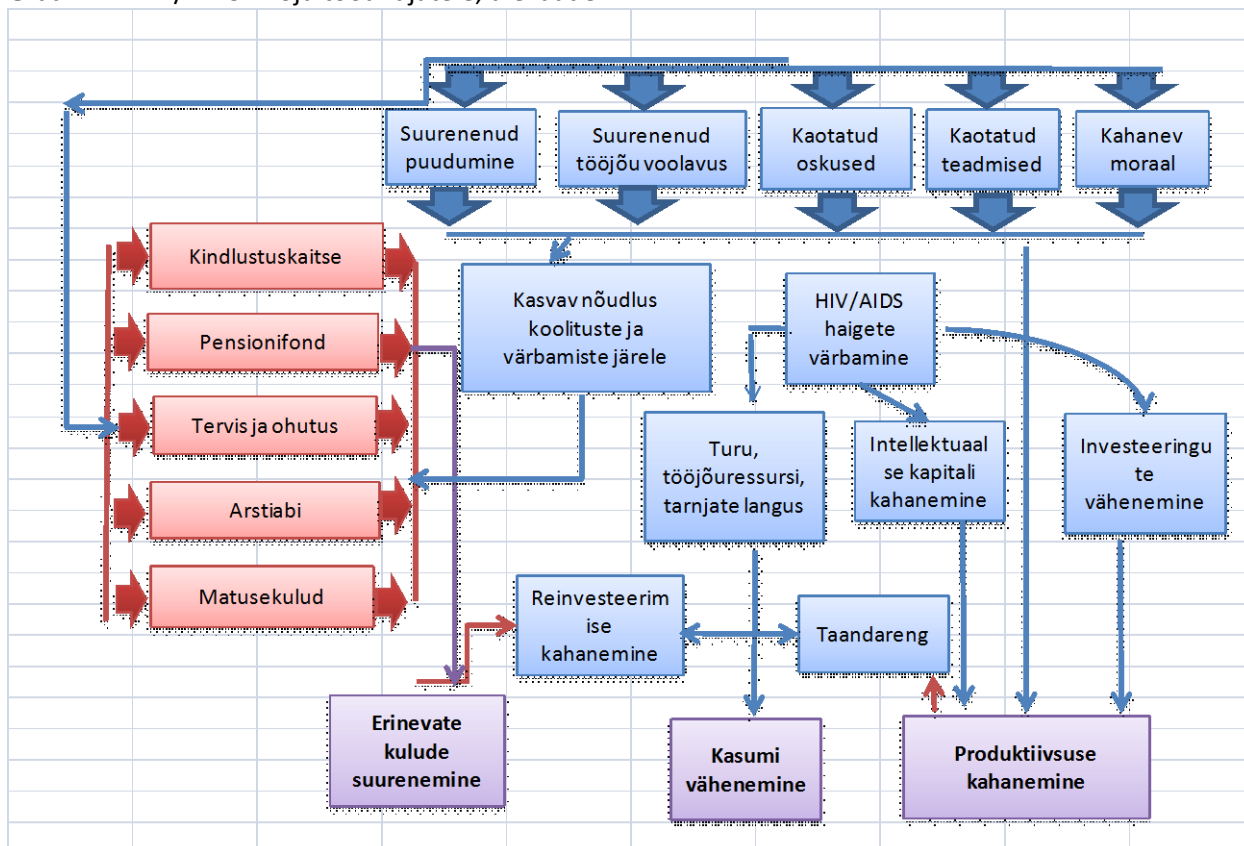 Suurenenud
puudumine
Suurenenud
tööjõu voolavus
Kaotatud
oskused
Kaotatud
teadmised
Kahanev
moraal
Kindlustuskaitse
Pensionifond
Tervis ja ohutus
Arstiabi
Matusekulud
Kasvav nõudlus
koolituste ja
värbamiste järele
HIV/AIDS
haigete
värbamine
Turu,
tööjõuressursi,
tarnjate langus
Intellektuaal
se kapitali
kahanemine
Investeeringu
te
vähenemine
Reinvesteerim
ise
kahanemine
Taandareng
Erinevate
kulude
suurenemine
Kasumi
vähenemine
Produktiivsuse
kahanemine